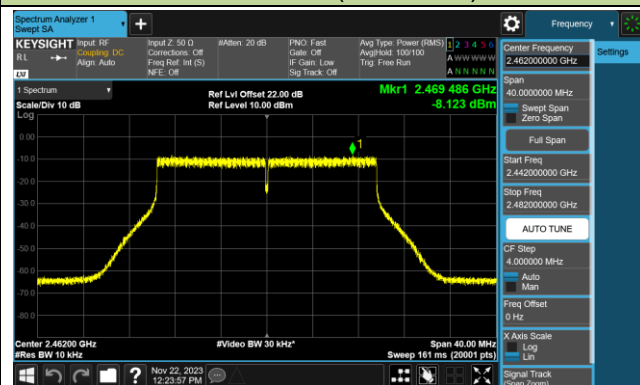 Spectrum Analyzer 1
Swept SA
Frequency
KEYSIGHT
RL
LXI
Input: RF
Coupling: DC
Align: Auto
Input Z: 50 Ω
Corrections: Off
Freq Ref: Int (S)
NFE: Off
#Atten: 20 dB
PNO: Fast
Gate: Off
IF Gain: Low
Sig Track: Off
Avg Type: Power (RMS)
Avg|Hold: 100/100
Trig: Free Run
1 2 3 4 5 6
A W W W W W
A N N N N N
Settings
Center Frequency
2.462000000 GHz
Span
40.0000000 MHz
Swept Span
Zero Span
Full Span
Start Freq
2.442000000 GHz
Stop Freq
2.482000000 GHz
AUTO TUNE
CF Step
4.000000 MHz
Auto
Man
Freq Offset
0 Hz
X Axis Scale
Log
Lin
Signal Track
(Span Zoom)
1 Spectrum
Scale/Div 10 dB
Log
Ref Lvl Offset 22.00 dB
Ref Level 10.00 dBm
Mkr1 2.469 486 GHz
-8.123 dBm
1
0.00
-10.0
-20.0
-30.0
-40.0
-50.0
-60.0
-70.0
-80.0
Center 2.46200 GHz
#Res BW 10 kHz
#Video BW 30 kHz*
Span 40.00 MHz
Sweep 161 ms (20001 pts)
Nov 22, 2023
12:23:57 PM